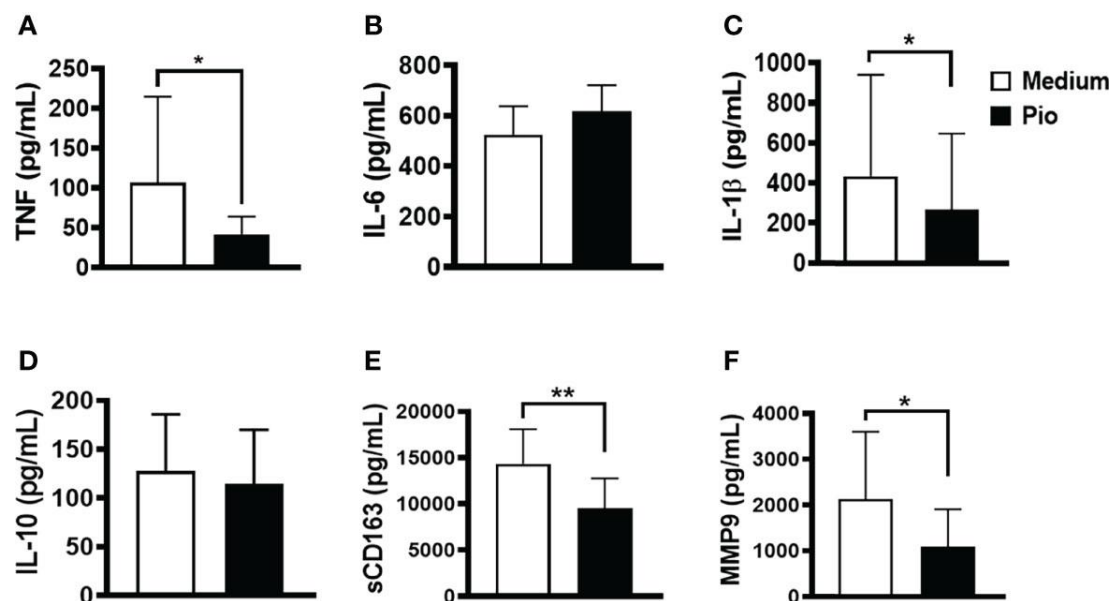 A
TNF (pg/mL)
250
200
150
100
50
0
*
B
IL-6 (pg/mL)
800
600
400
200
0
C
IL-1β (pg/mL)
1000
800
600
400
200
0
*
Medium
Pio
D
IL-10 (pg/mL)
200
150
100
50
0
E
sCD163 (pg/mL)
20000
15000
10000
5000
0
**
F
MMP9 (pg/mL)
4000
3000
2000
1000
0
*